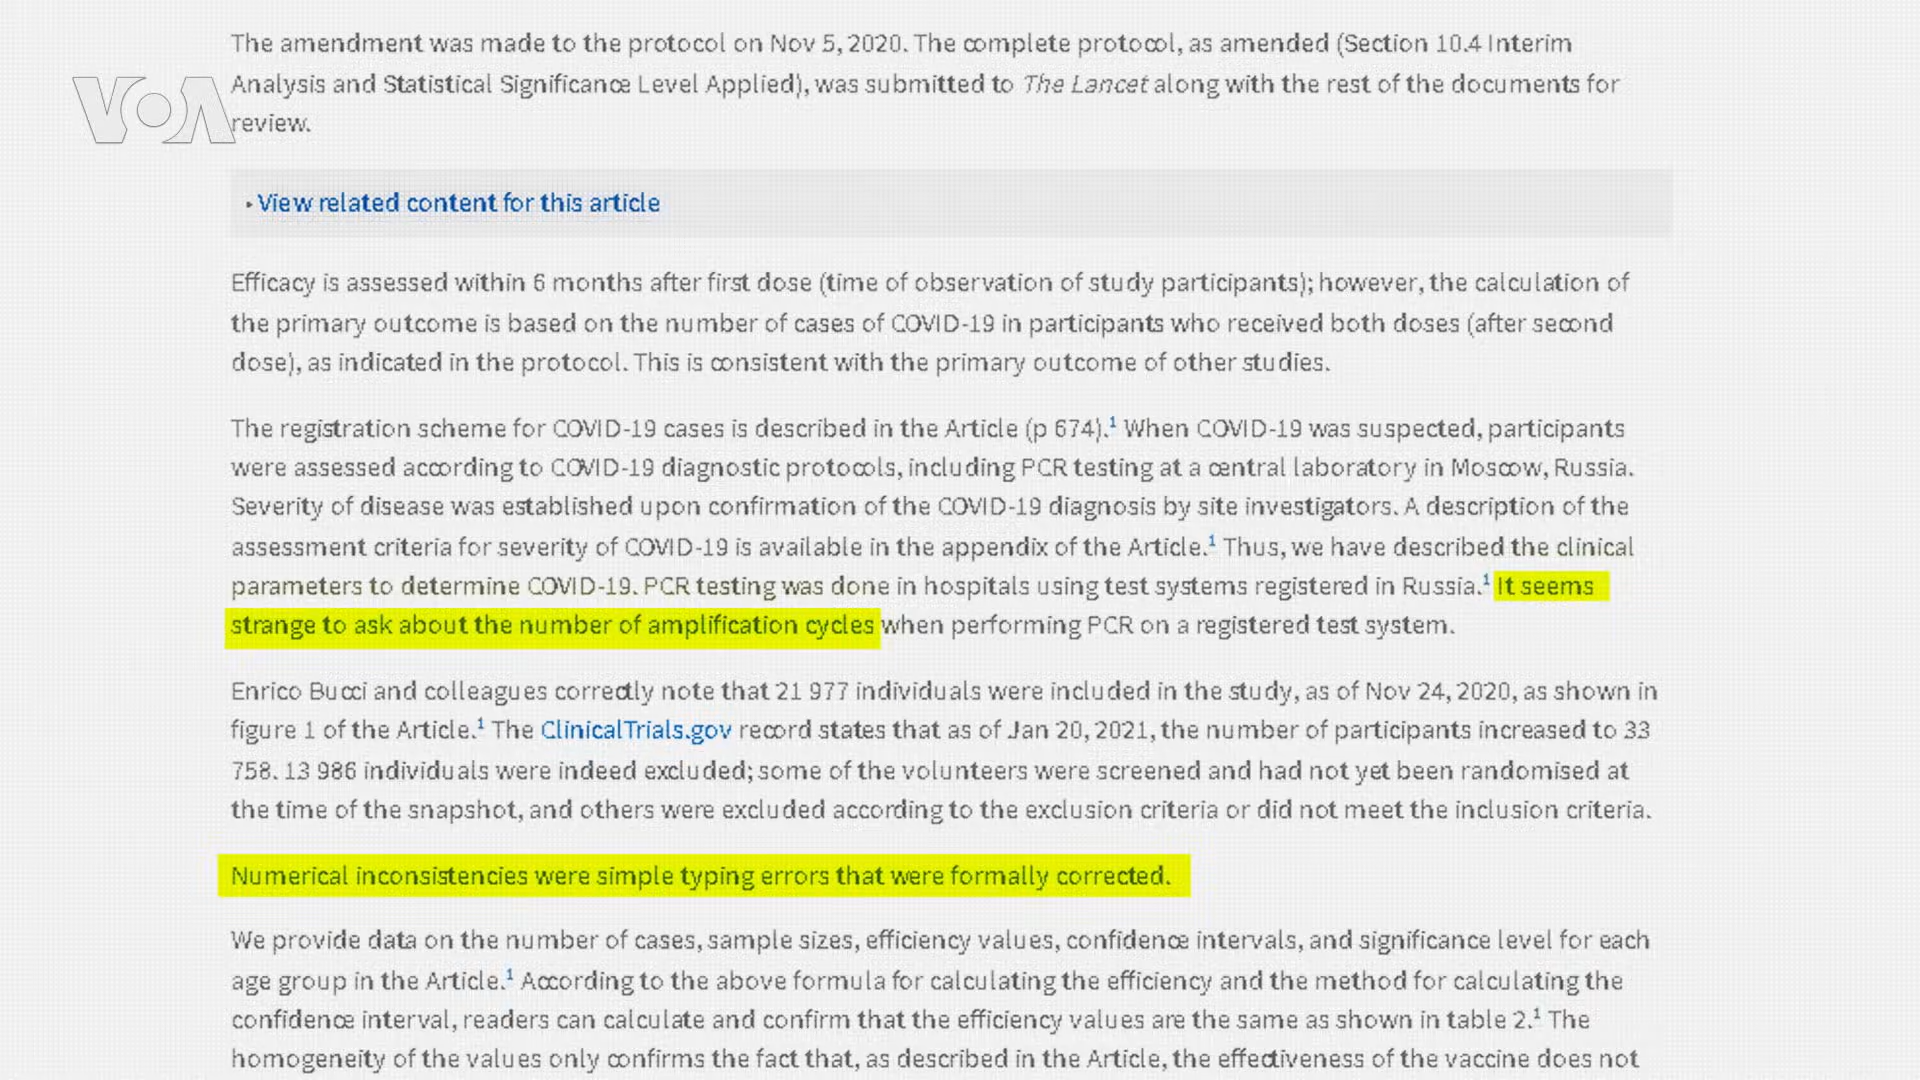 The amendment was made to the protocol on Nov 5, 2020. The complete protocol, as amended (Section 10.4 Interim
Analysis and Statistical Significance Level Applied), was submitted to The Lancet along with the rest of the documents for
review.
VOA
• View related content for this article
Efficacy is assessed within 6 months after first dose (time of observation of study participants); however, the calculation of
the primary outcome is based on the number of cases of COVID-19 in participants who received both doses (after second
dose), as indicated in the protocol. This is consistent with the primary outcome of other studies.
The registration scheme for COVID-19 cases is described in the Article (p 674).1 When COVID-19 was suspected, participants
were assessed according to COVID-19 diagnostic protocols, including PCR testing at a central laboratory in Moscow, Russia.
Severity of disease was established upon confirmation of the COVID-19 diagnosis by site investigators. A description of the
assessment criteria for severity of COVID-19 is available in the appendix of the Article.1 Thus, we have described the clinical
parameters to determine COVID-19. PCR testing was done in hospitals using test systems registered in Russia.1 It seems
strange to ask about the number of amplification cycles when performing PCR on a registered test system.
Enrico Bucci and colleagues correctly note that 21 977 individuals were included in the study, as of Nov 24, 2020, as shown in
figure 1 of the Article.1 The ClinicalTrials.gov record states that as of Jan 20, 2021, the number of participants increased to 33
758. 13 986 individuals were indeed excluded; some of the volunteers were screened and had not yet been randomised at
the time of the snapshot, and others were excluded according to the exclusion criteria or did not meet the inclusion criteria.
Numerical inconsistencies were simple typing errors that were formally corrected.
We provide data on the number of cases, sample sizes, efficiency values, confidence intervals, and significance level for each
age group in the Article.1 According to the above formula for calculating the efficiency and the method for calculating the
confidence interval, readers can calculate and confirm that the efficiency values are the same as shown in table 2.1 The
homogeneity of the values only confirms the fact that, as described in the Article, the effectiveness of the vaccine does not